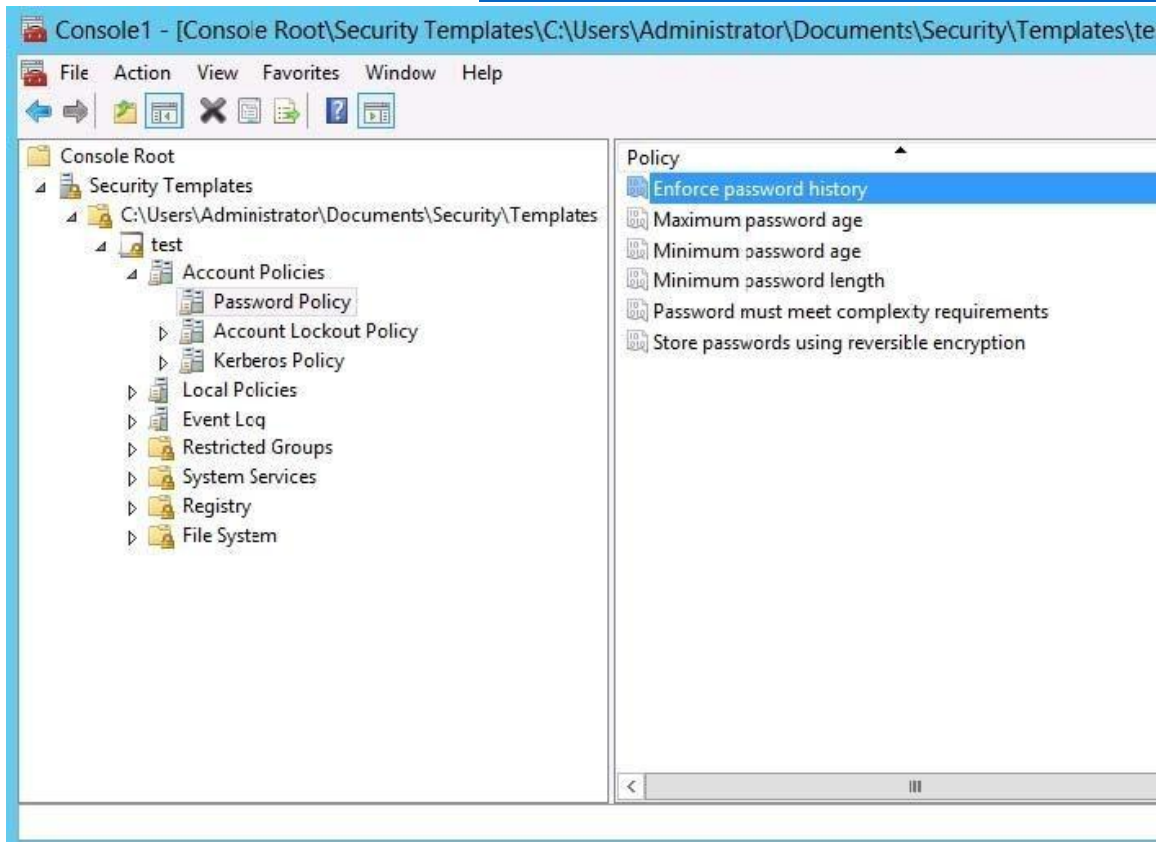 Console1 - [Console Root\Security Templates\C:\Users\Administrator\Documents\Security\Templates\te
File Action View Favorites Window Help
Console Root
Security Templates
C:\Users\Administrator\Documents\Security\Templates
test
Account Policies
Password Policy
Account Lockout Policy
Kerberos Policy
Local Policies
Event Log
Restricted Groups
System Services
Registry
File System
Policy
Enforce password history
Maximum password age
Minimum password age
Minimum password length
Password must meet complexty requirements
Store passwords using reversible encryption